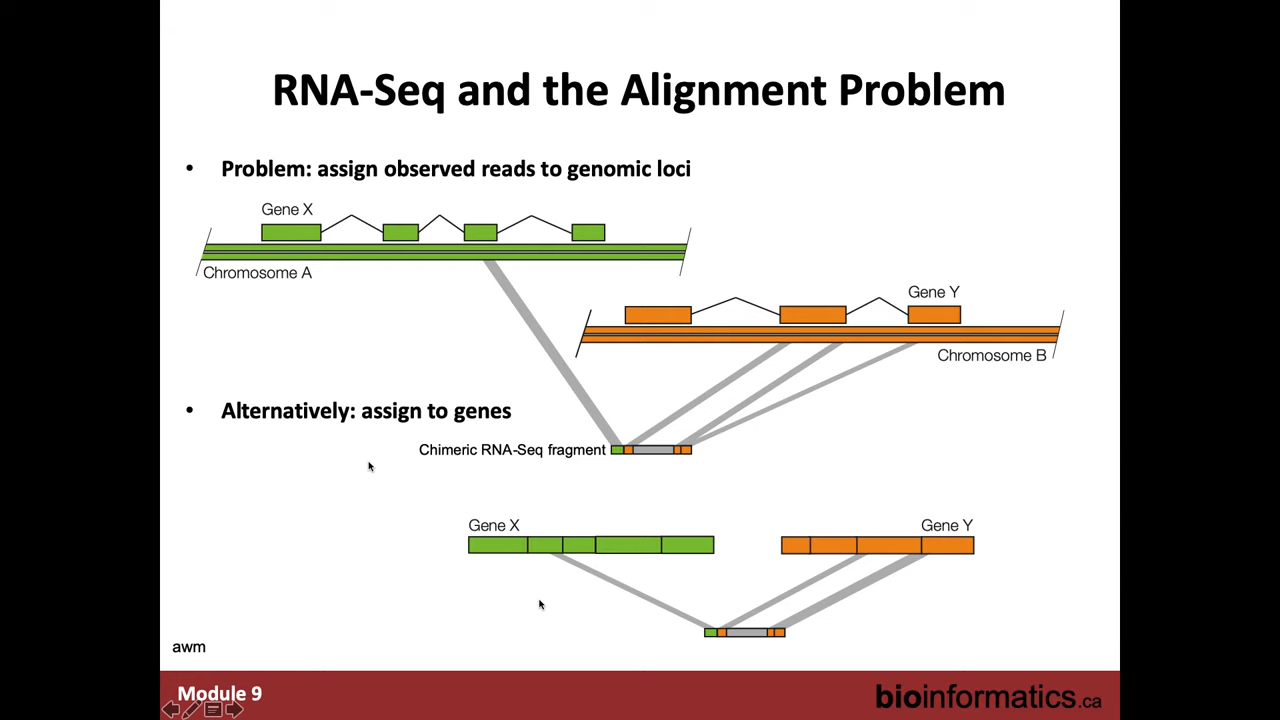 RNA-Seq and the Alignment Problem
• Problem: assign observed reads to genomic loci
Gene X
Chromosome A
Gene Y
Chromosome B
• Alternatively: assign to genes
Chimeric RNA-Seq fragment
Gene X
Gene Y
awm
Module 9
bioinformatics.ca